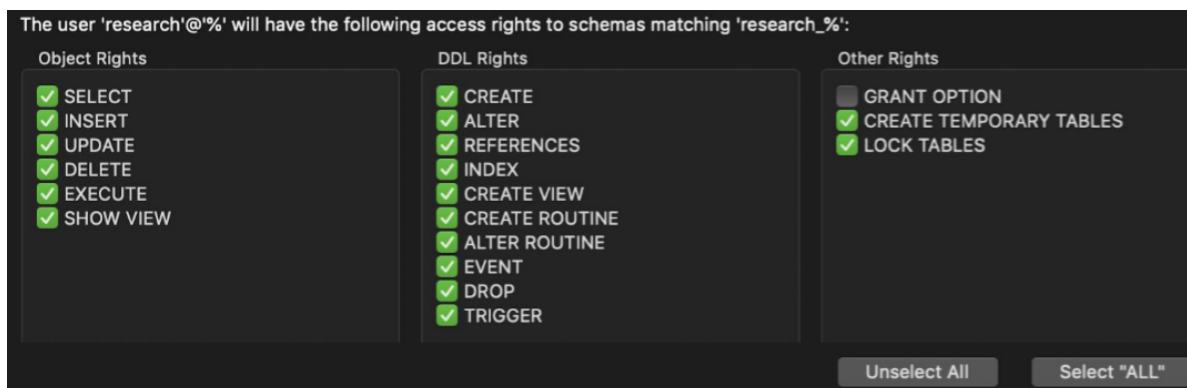 The user 'research'@'%' will have the following access rights to schemas matching 'research_%':
Object Rights
SELECT
INSERT
UPDATE
DELETE
EXECUTE
SHOW VIEW
DDL Rights
CREATE
ALTER
REFERENCES
INDEX
CREATE VIEW
CREATE ROUTINE
ALTER ROUTINE
EVENT
DROP
TRIGGER
Other Rights
GRANT OPTION
CREATE TEMPORARY TABLES
LOCK TABLES
Unselect All
Select "ALL"